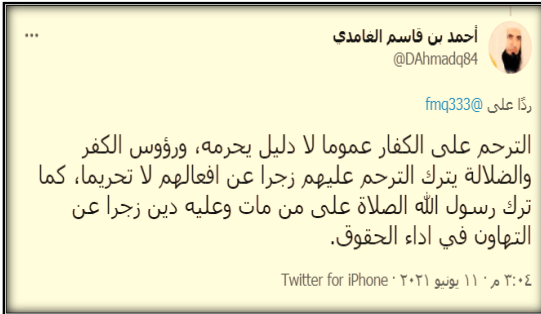 أحمد بن قاسم الغامدي
@DAhmadq84
ردًا على @fmq333
الترحم على الكفار عموما لا دليل يحرمه، ورؤوس الكفر
والضلالة يترك الترحم عليهم زجرا عن افعالهم لا تحريما، كما
ترك رسول الله الصلاة على من مات وعليه دين زجرا عن
التهاون في اداء الحقوق.
٣:٠٤ م · ١١ يونيو ٢٠٢١ · Twitter for iPhone